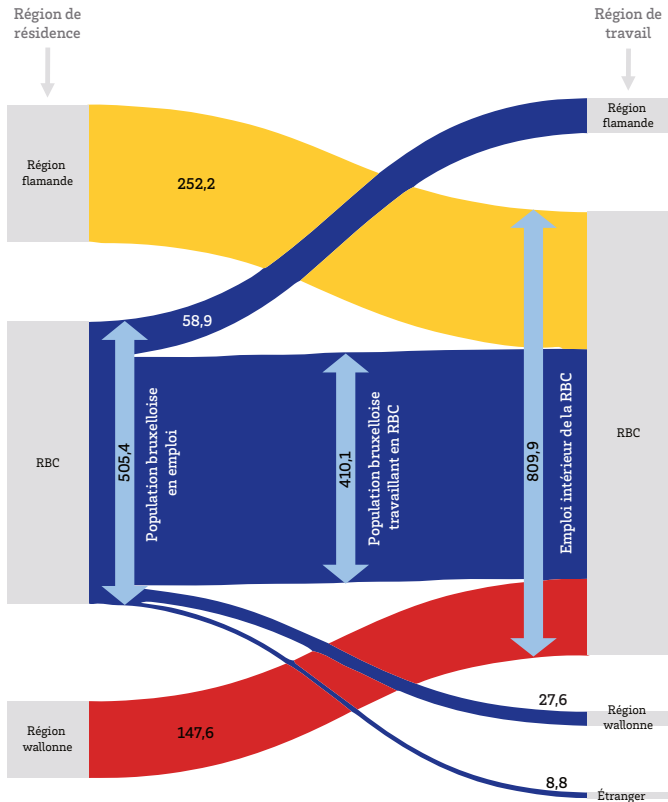 Région de
résidence
Région de
travail
Région
flamande
Région
flamande
252,2
58,9
RBC
505,4
Population bruxelloise
en emploi
410,1
Population bruxelloise
travaillant en RBC
809,9
Emploi intérieur de la RBC
RBC
Région
wallonne
147,6
27,6
Région
wallonne
8,8
Étranger